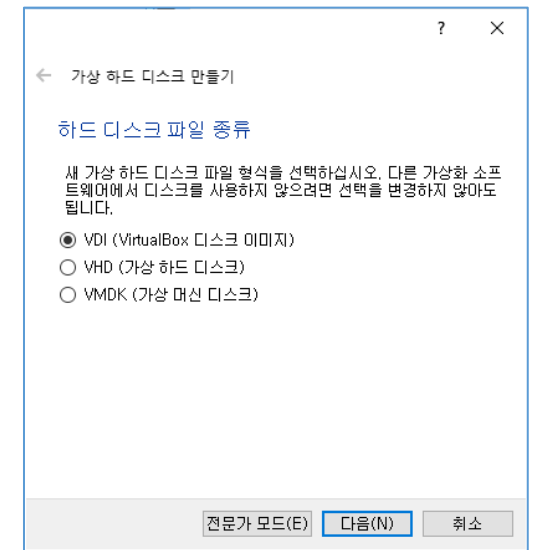 ?
가상 하드 디스크 만들기
하드 디스크 파일 종류
새 가상 하드 디스크 파일 형식을 선택하십시오. 다른 가상화 소프
트웨어에서 디스크를 사용하지 않으려면 선택을 변경하지 않아도
됩니다.
VDI (VirtualBox 디스크 이미지)
VHD (가상 하드 디스크)
VMDK (가상 머신 디스크)
전문가 모드(E) 다음(N) 취소